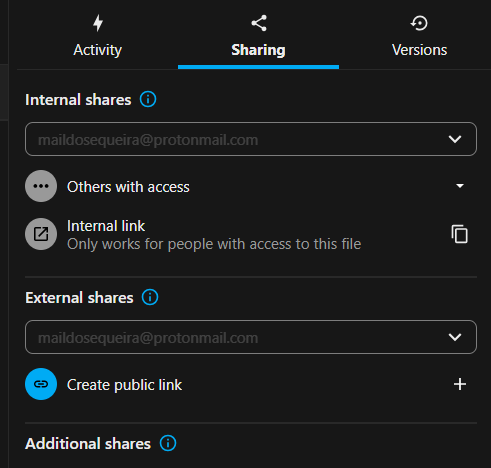 Activity
Sharing
Versions
Internal shares
maildosequeira@protonmail.com
Others with access
Internal link
Only works for people with access to this file
External shares
maildosequeira@protonmail.com
Create public link
Additional shares